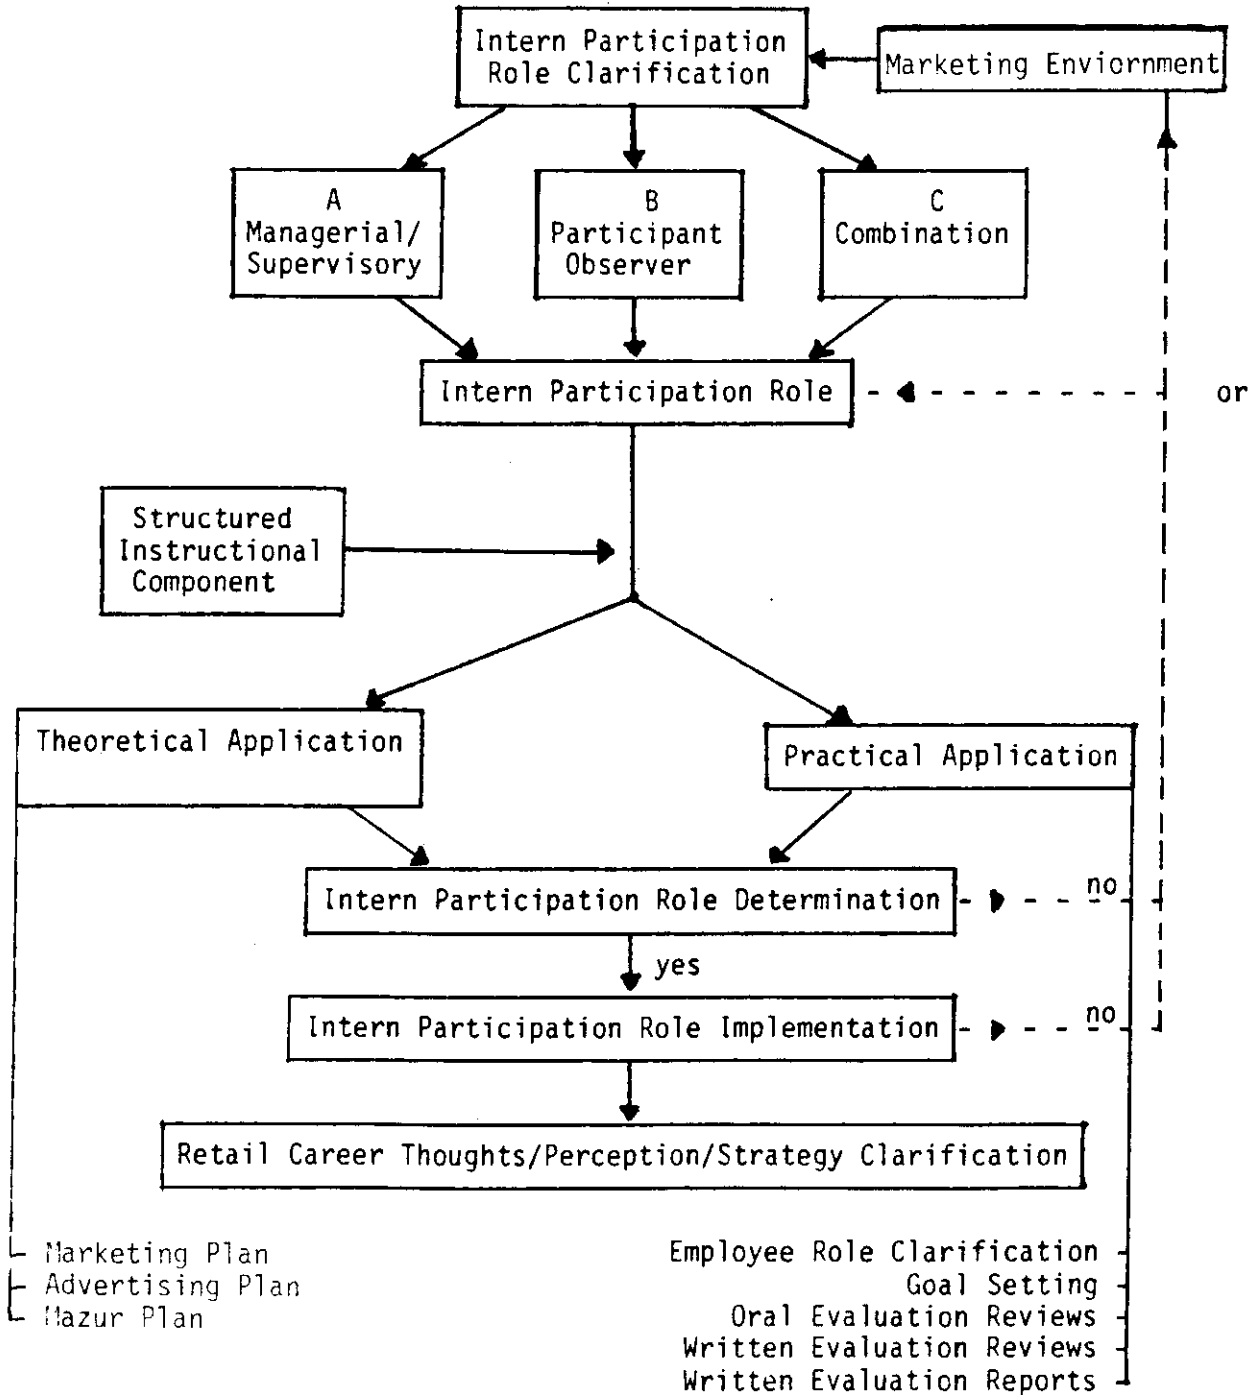 Intern Participation
Role Clarification
Marketing Enviornment
A
Managerial/
Supervisory
B
Participant
Observer
C
Combination
Intern Participation Role
or
Structured
Instructional
Component
Theoretical Application
Practical Application
Intern Participation Role Determination
no
yes
Intern Participation Role Implementation
no
Retail Career Thoughts/Perception/Strategy Clarification
Marketing Plan
Advertising Plan
Mazur Plan
Employee Role Clarification
Goal Setting
Oral Evaluation Reviews
Written Evaluation Reviews
Written Evaluation Reports